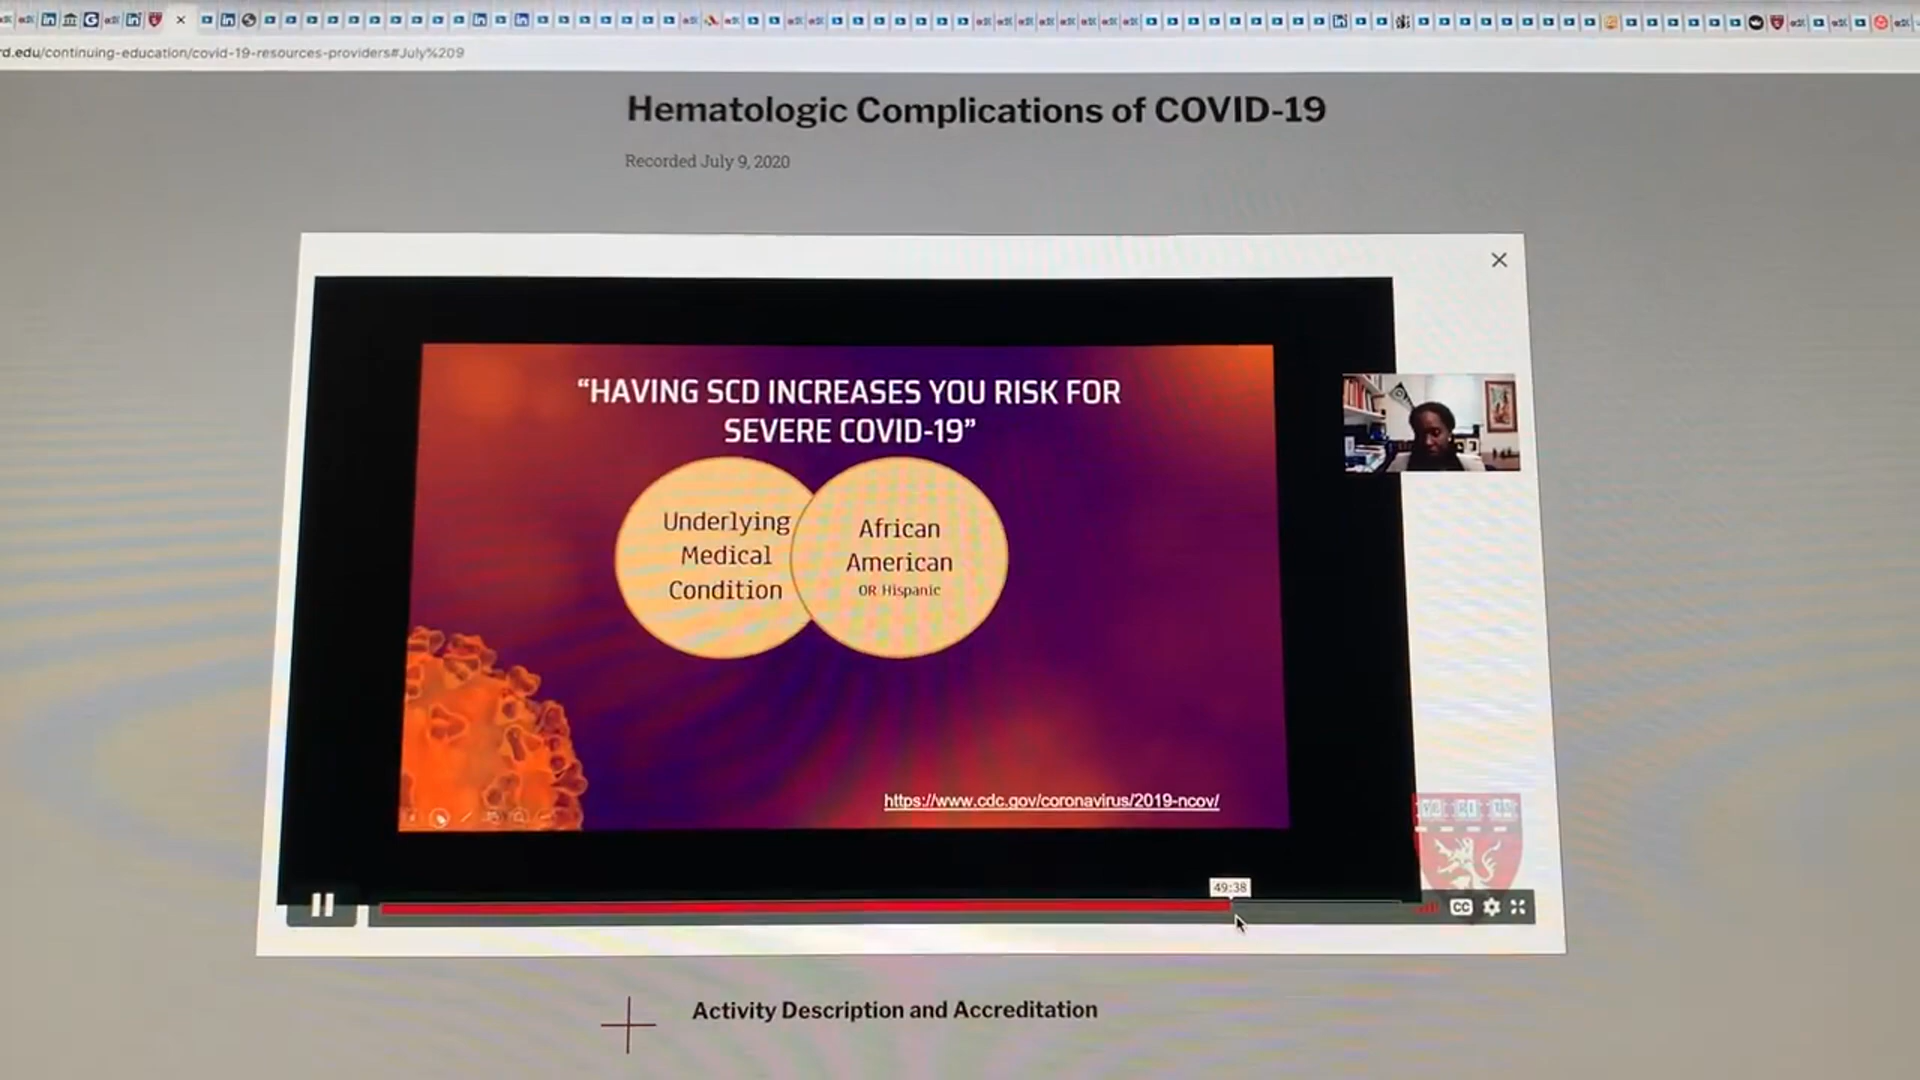 rd.edu/continuing-education/covid-19-resources-providers#July%209
Hematologic Complications of COVID-19
Recorded July 9, 2020
“HAVING SCD INCREASES YOU RISK FOR
SEVERE COVID-19”
Underlying
Medical
Condition
African
American
OR Hispanic
https://www.cdc.gov/coronavirus/2019-ncov/
49:38
CC
Activity Description and Accreditation